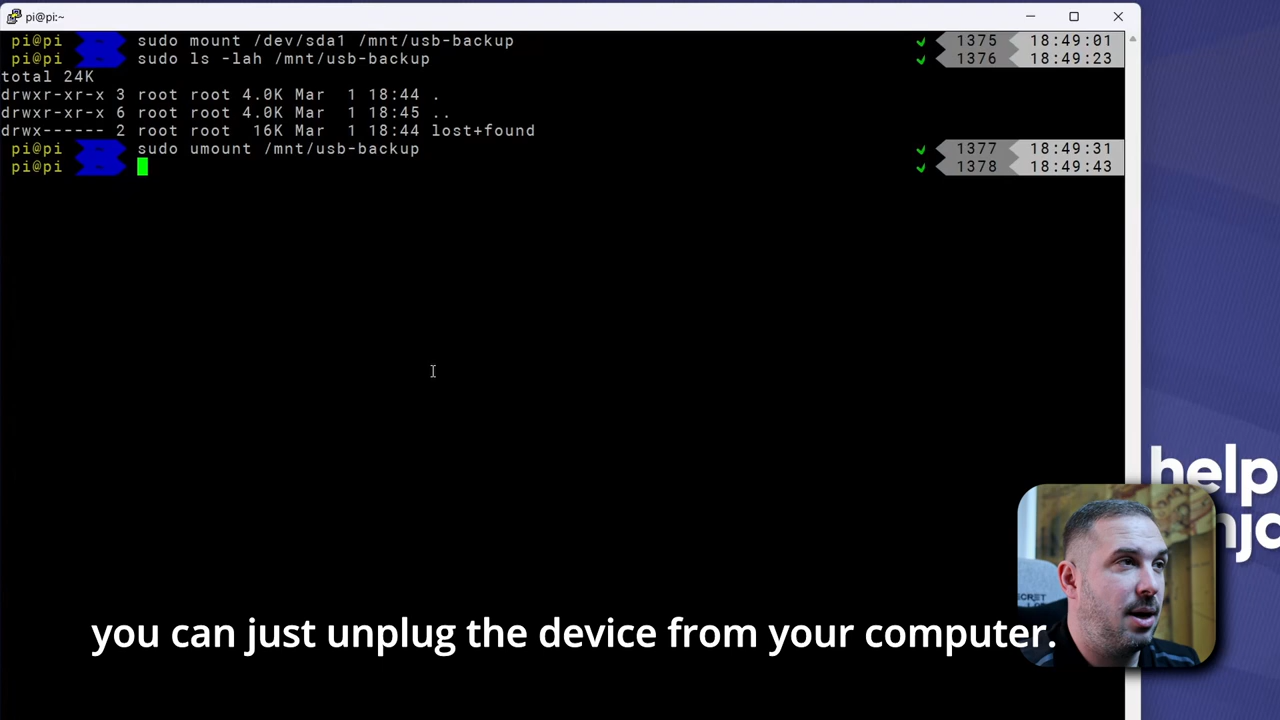 pi@pi:~
pi@pi ~ sudo mount /dev/sda1 /mnt/usb-backup ✓ 1375 18:49:01
pi@pi ~ sudo ls -lah /mnt/usb-backup ✓ 1376 18:49:23
total 24K
drwxr-xr-x 3 root root 4.0K Mar  1 18:44 .
drwxr-xr-x 6 root root 4.0K Mar  1 18:45 ..
drwx------ 2 root root  16K Mar  1 18:44 lost+found
pi@pi ~ sudo umount /mnt/usb-backup ✓ 1377 18:49:31
pi@pi ~ ✓ 1378 18:49:43
help
you can just unplug the device from your computer.